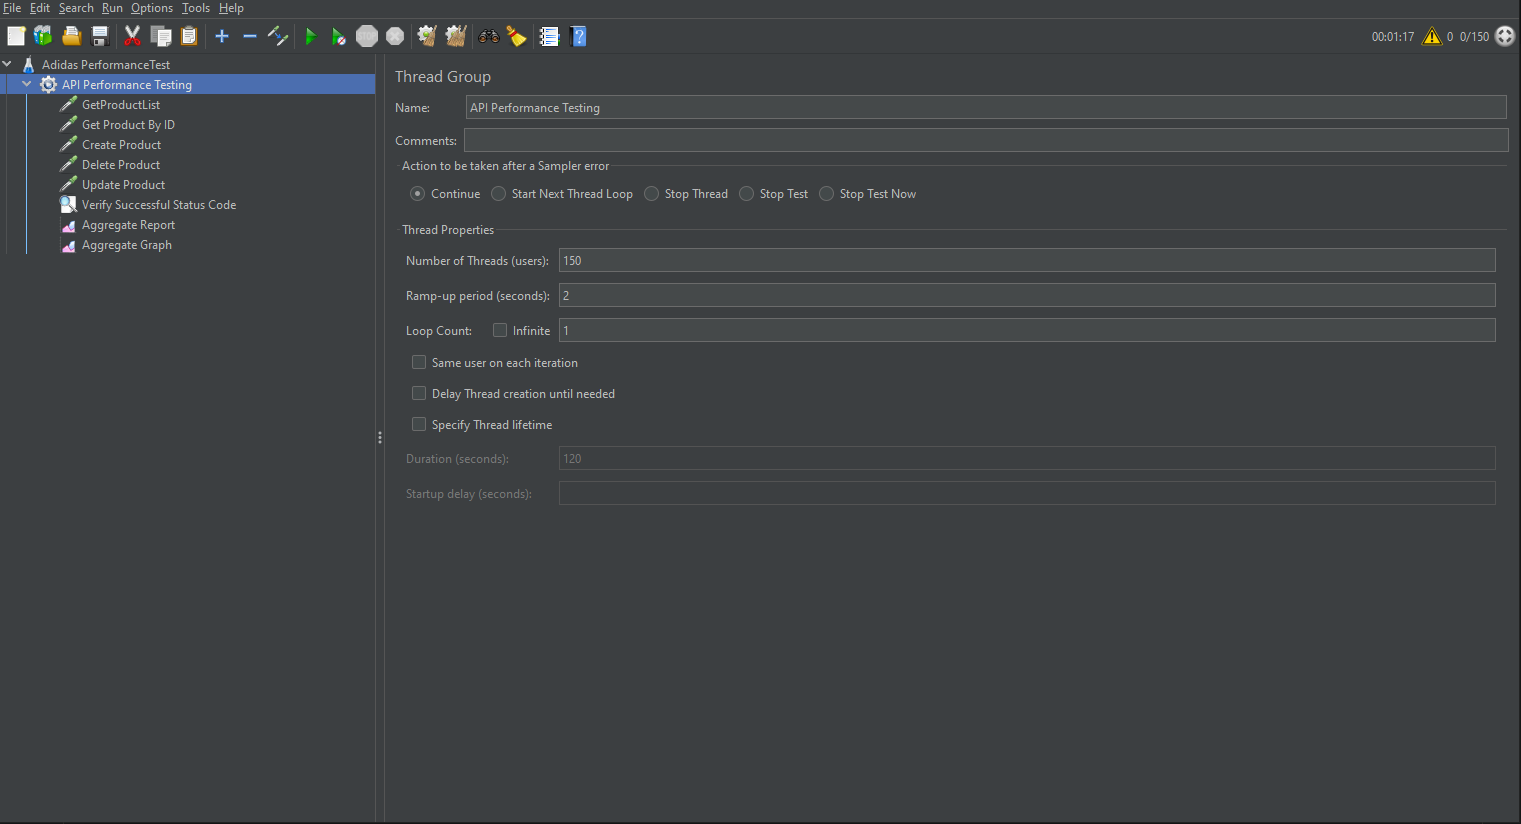 File Edit Search Run Options Tools Help
STOP
00:01:17 0 0/150
Adidas PerformanceTest
API Performance Testing
GetProductList
Get Product By ID
Create Product
Delete Product
Update Product
Verify Successful Status Code
Aggregate Report
Aggregate Graph
Thread Group
Name: API Performance Testing
Comments:
Action to be taken after a Sampler error
Continue Start Next Thread Loop Stop Thread Stop Test Stop Test Now
Thread Properties
Number of Threads (users): 150
Ramp-up period (seconds): 2
Loop Count: Infinite 1
Same user on each iteration
Delay Thread creation until needed
Specify Thread lifetime
Duration (seconds): 120
Startup delay (seconds):